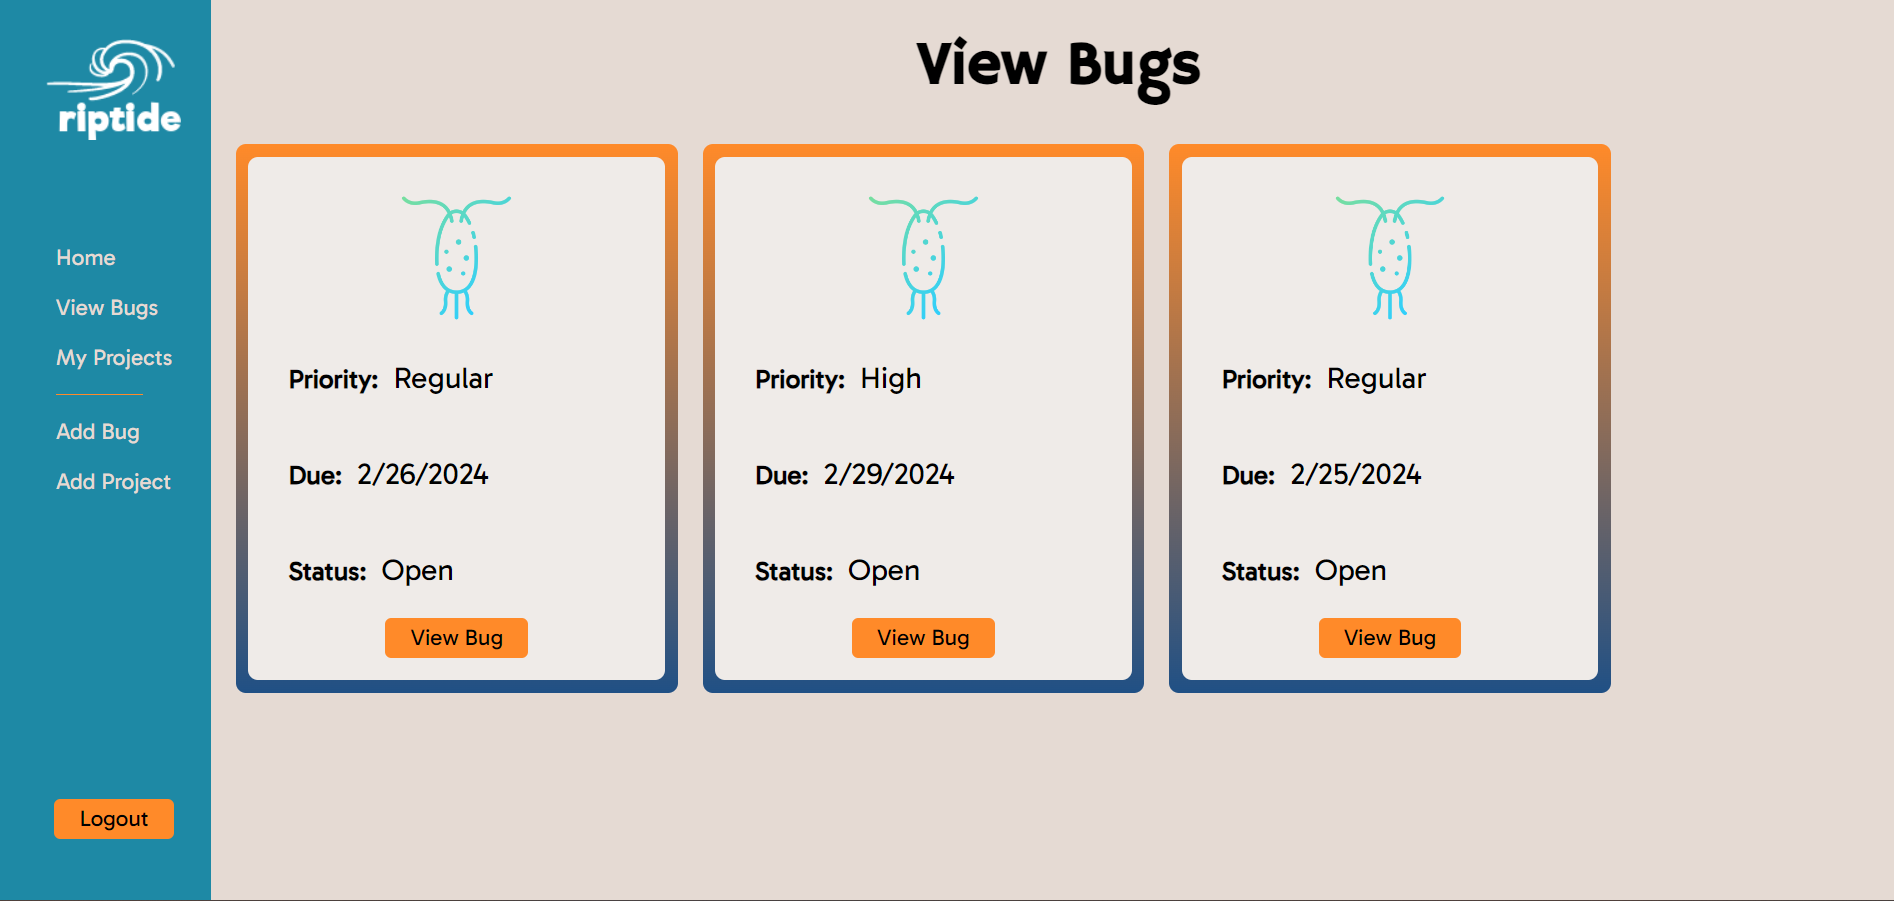 riptide
Home
View Bugs
My Projects
Add Bug
Add Project
Logout
View Bugs
Priority: Regular
Due: 2/26/2024
Status: Open
View Bug
Priority: High
Due: 2/29/2024
Status: Open
View Bug
Priority: Regular
Due: 2/25/2024
Status: Open
View Bug